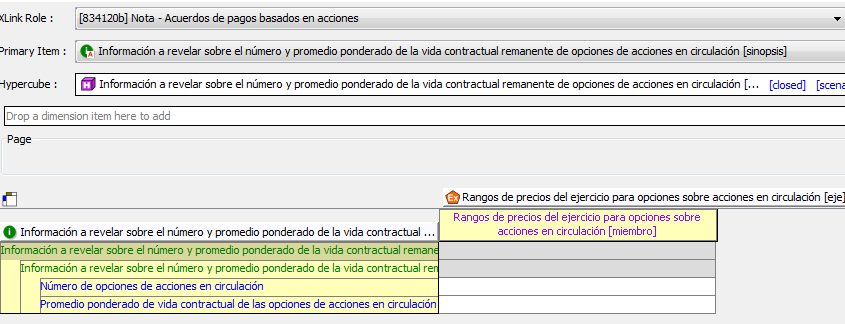 XLink Role : [834120b] Nota - Acuerdos de pagos basados en acciones
Primary Item : Información a revelar sobre el número y promedio ponderado de la vida contractual remanente de opciones de acciones en circulación [sinopsis]
Hypercube : Información a revelar sobre el número y promedio ponderado de la vida contractual remanente de opciones de acciones en circulación [... [closed] [scena
Drop a dimension item here to add
Page
Rangos de precios del ejercicio para opciones sobre acciones en circulación [eje]
Información a revelar sobre el número y promedio ponderado de la vida contractual ...
Rangos de precios del ejercicio para opciones sobre
acciones en circulación [miembro]
Información a revelar sobre el número y promedio ponderado de la vida contractual remane
Información a revelar sobre el número y promedio ponderado de la vida contractual rem
Número de opciones de acciones en circulación
Promedio ponderado de vida contractual de las opciones de acciones en circulación